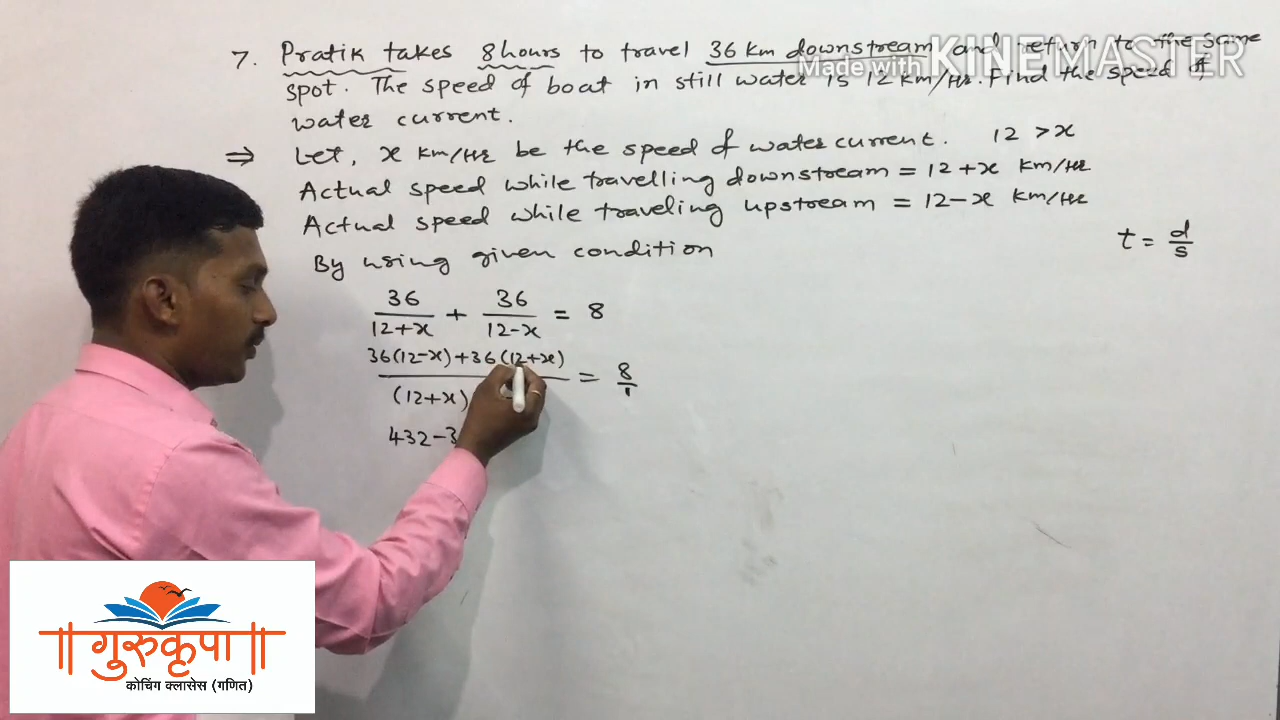 7. Pratik takes 8 hours to travel 36 km downstream and return to the same
spot. The speed of boat in still water is 12 km/Hr. Find the speed of
water current.
⇒ Let, x km/Hr be the speed of water current. 12 > x
Actual speed while travelling downstream = 12+x km/Hr
Actual speed while traveling upstream = 12-x km/Hr
t = d/s
By using given condition
36/(12+x) + 36/(12-x) = 8
36(12-x)+36(12+x)
(12+x) = 8/1
432-3
Made with KINEMASTER
॥ गुरुकृपा ॥
कोचिंग क्लासेस (गणित)